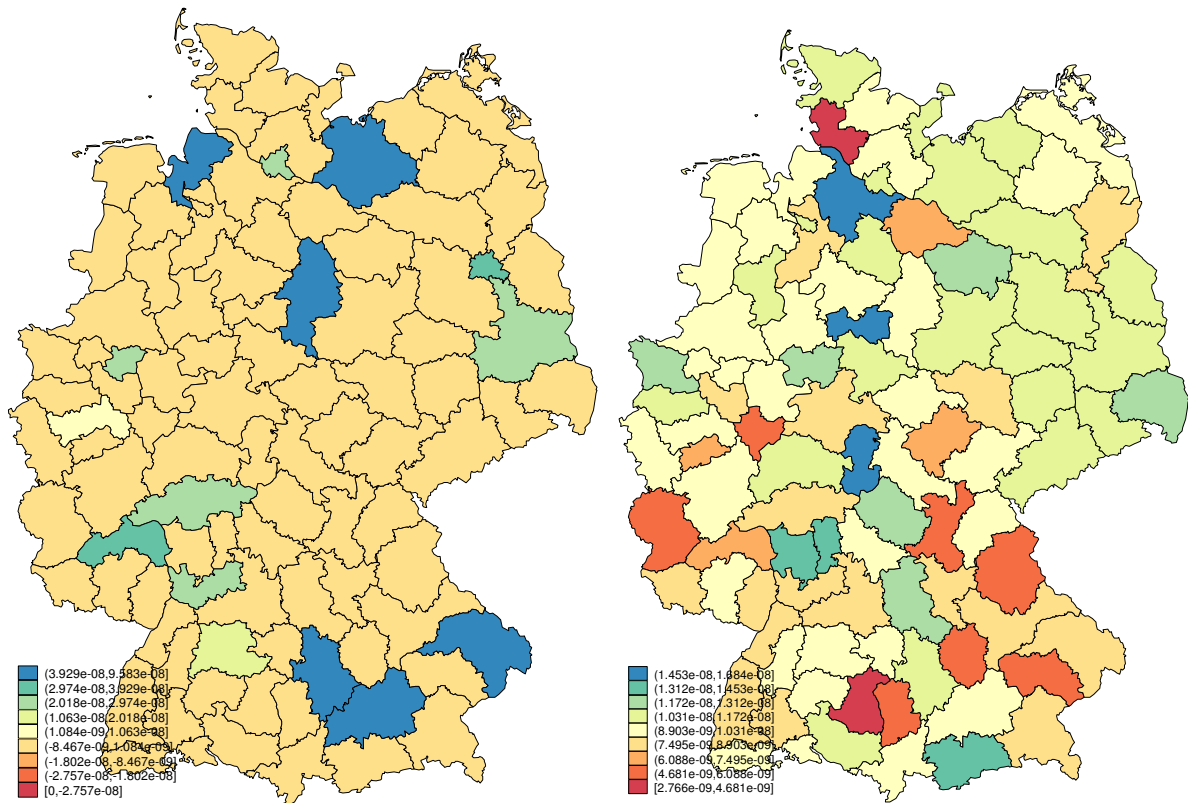 (3.929e-08,9.583e-08]
(2.974e-08,3.929e-08]
(2.018e-08,2.974e-08]
(1.063e-08,2.018e-08]
(1.084e-09,1.063e-08]
(-8.467e-09,1.084e-09]
(-1.802e-08,-8.467e-09]
(-2.757e-08,-1.802e-08]
[0,-2.757e-08]
(1.453e-08,1.684e-08]
(1.312e-08,1.453e-08]
(1.172e-08,1.312e-08]
(1.031e-08,1.172e-08]
(8.903e-09,1.031e-08]
(7.495e-09,8.903e-09]
(6.088e-09,7.495e-09]
(4.681e-09,6.088e-09]
[2.766e-09,4.681e-09]